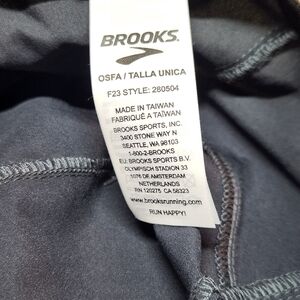 BROOKS
OSFA / TALLA UNICA
F23 STYLE: 280504
MADE IN TAIWAN
FABRIQUÉ A TAÏWAN
BROOKS SPORTS, INC.
3400 STONE WAY N
SEATTLE, WA 98103
1-800-2-BROOKS
EU: BROOKS SPORTS B.V.
OLYMPISCH STADION 33
1076 DE AMSTERDAM
NETHERLANDS
RN 120275 CA 58323
www.brooksrunning.com
RUN HAPPY!